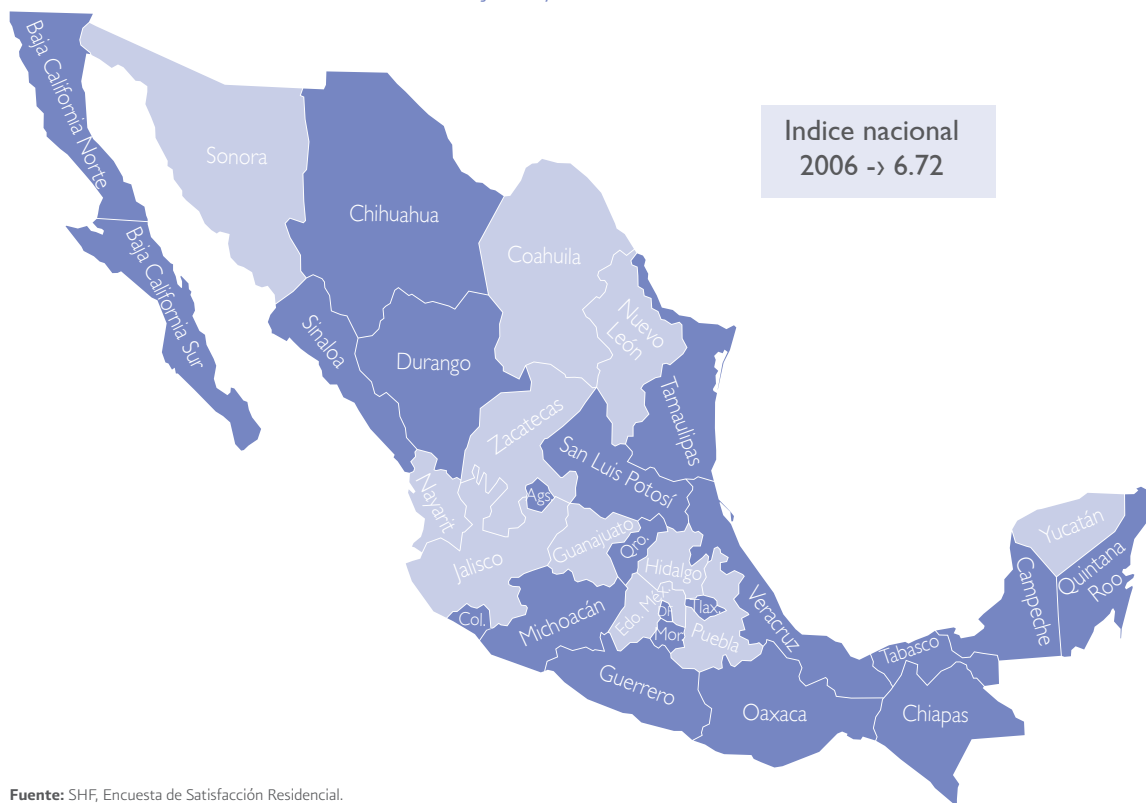 Baja California Norte
Baja California Sur
Sonora
Chihuahua
Indice nacional
2006 -> 6.72
Coahuila
Nuevo
León
Sinaloa
Durango
Tamaulipas
Zacatecas
San Luis Potosí
Nayarit
Ags.
Jalisco
Guanajuato
Qro.
Hidalgo
Col.
Michoacán
Edo. Méx.
DF
Tlax.
Mor.
Puebla
Veracruz
Yucatán
Campeche
Quintana
Roo
Tabasco
Guerrero
Oaxaca
Chiapas
Fuente: SHF, Encuesta de Satisfacción Residencial.